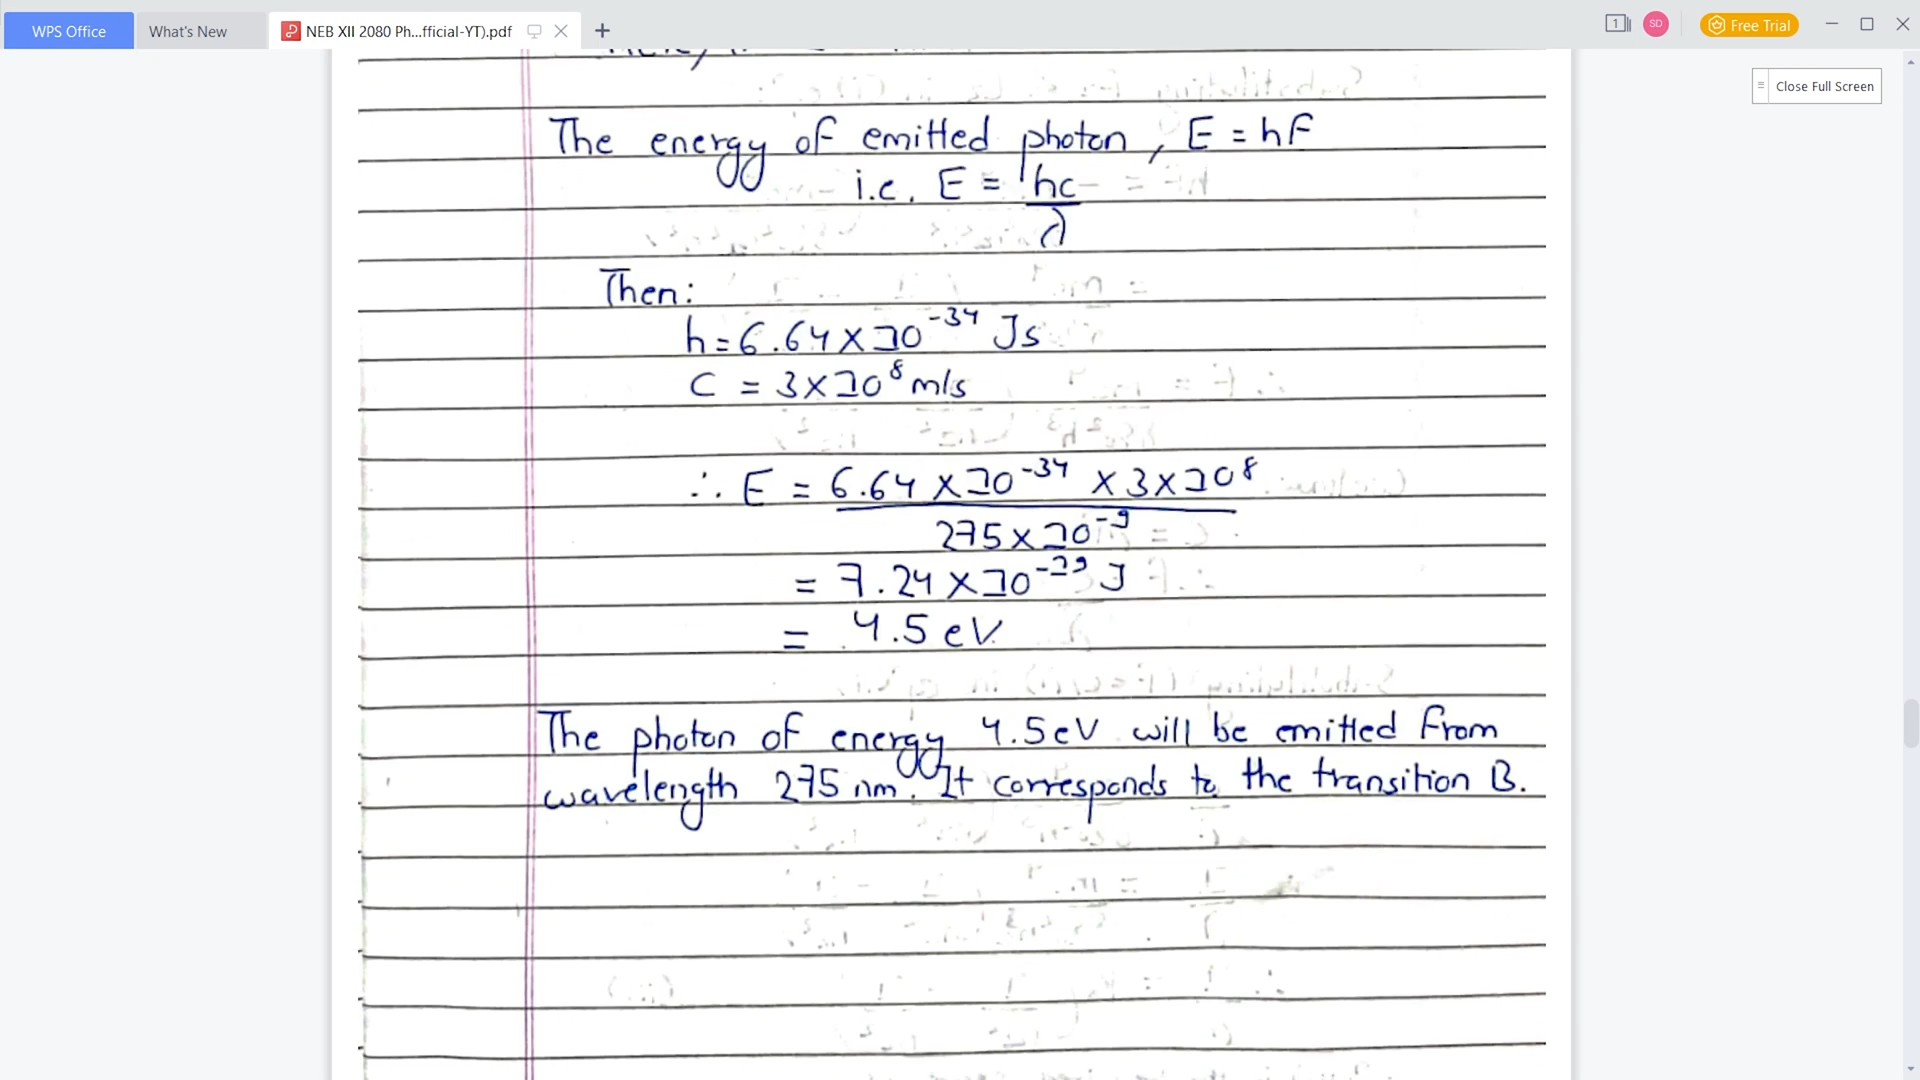 WPS Office
What's New
NEB XII 2080 Ph...fficial-YT).pdf
1
SD
Free Trial
Close Full Screen
The energy of emitted photon, E = hf
i.e. E = hc
λ
Then:
h = 6.64 × 10⁻³⁴ Js
C = 3 × 10⁸ m/s
∴ E = 6.64 × 10⁻³⁴ × 3 × 10⁸
275 × 10⁻⁹
= 7.24 × 10⁻¹⁹ J
= 4.5 eV
The photon of energy 4.5 eV will be emitted from
wavelength 275 nm. It corresponds to the transition B.